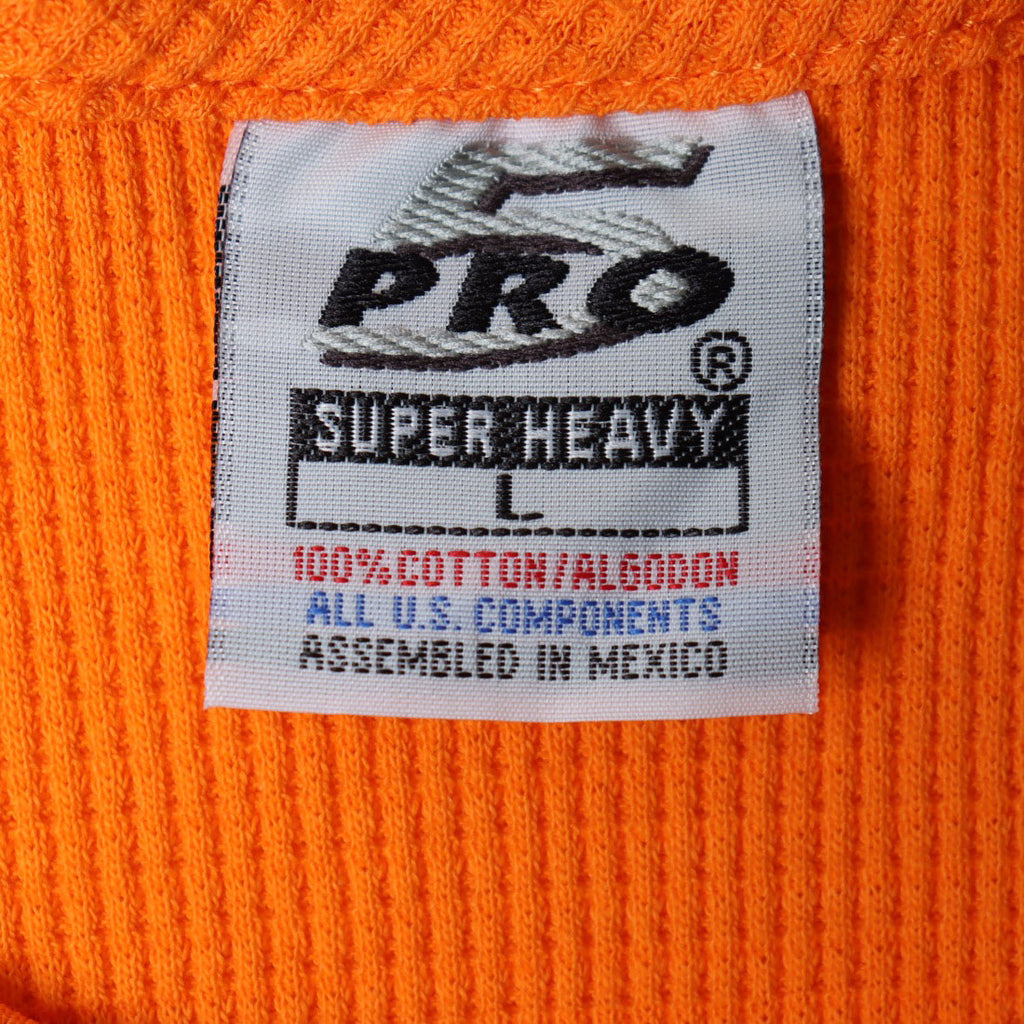 5
PRO
®
SUPER HEAVY
L
100% COTTON/ALGODON
ALL U.S. COMPONENTS
ASSEMBLED IN MEXICO